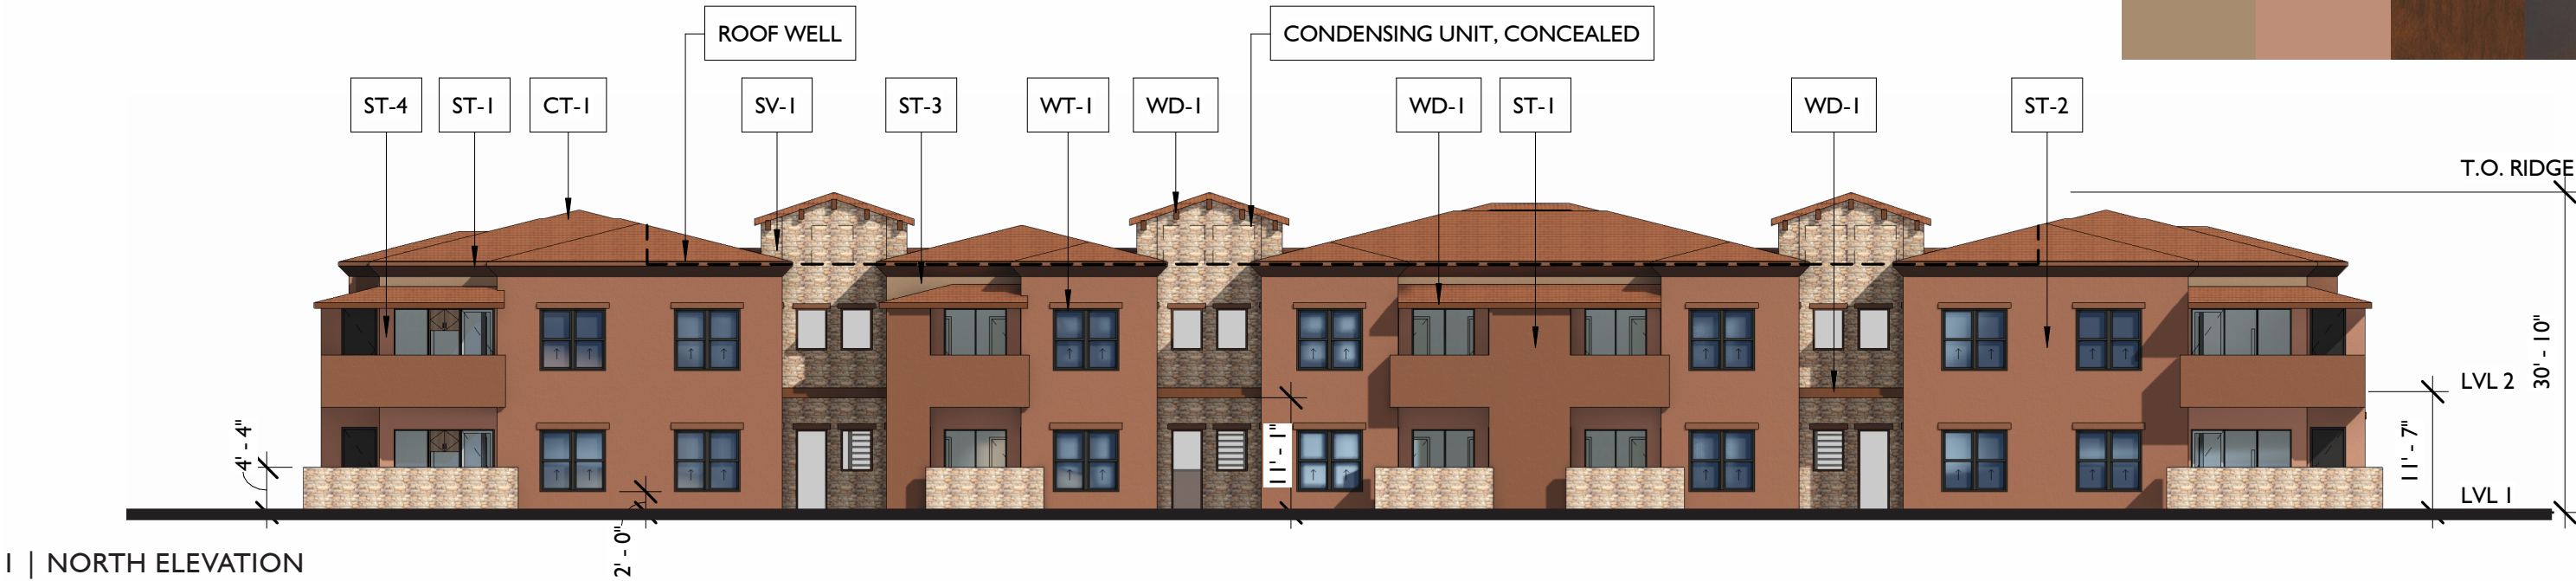 ROOF WELL
CONDENSING UNIT, CONCEALED
ST-4
ST-1
CT-1
SV-1
ST-3
WT-1
WD-1
WD-1
ST-1
WD-1
ST-2
T.O. RIDGE
30' - 10"
LVL 2
4' - 4"
11' - 1"
11' - 7"
LVL 1
2' - 0"
1 | NORTH ELEVATION